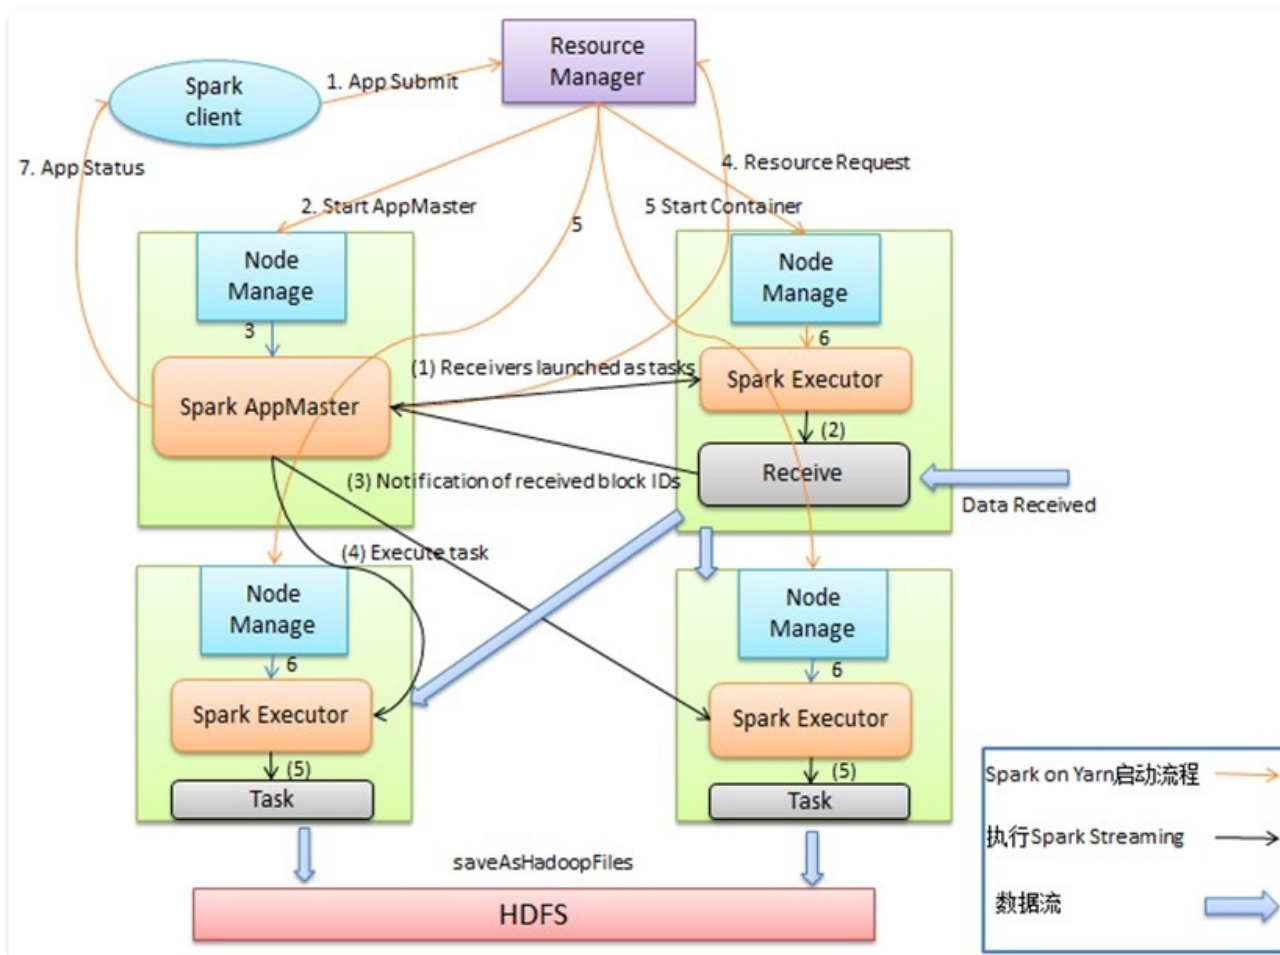 Resource
Manager
Spark
client
1. App Submit
7. App Status
4. Resource Request
2. Start AppMaster
5
5 Start Container
Node
Manage
3
Spark AppMaster
Node
Manage
6
(1) Receivers launched as tasks
Spark Executor
(2)
Receive
(3) Notification of received block IDs
Data Received
(4) Execute task
Node
Manage
6
Spark Executor
(5)
Task
Node
Manage
6
Spark Executor
(5)
Task
saveAsHadoopFiles
HDFS
Spark on Yarn启动流程
执行Spark Streaming
数据流